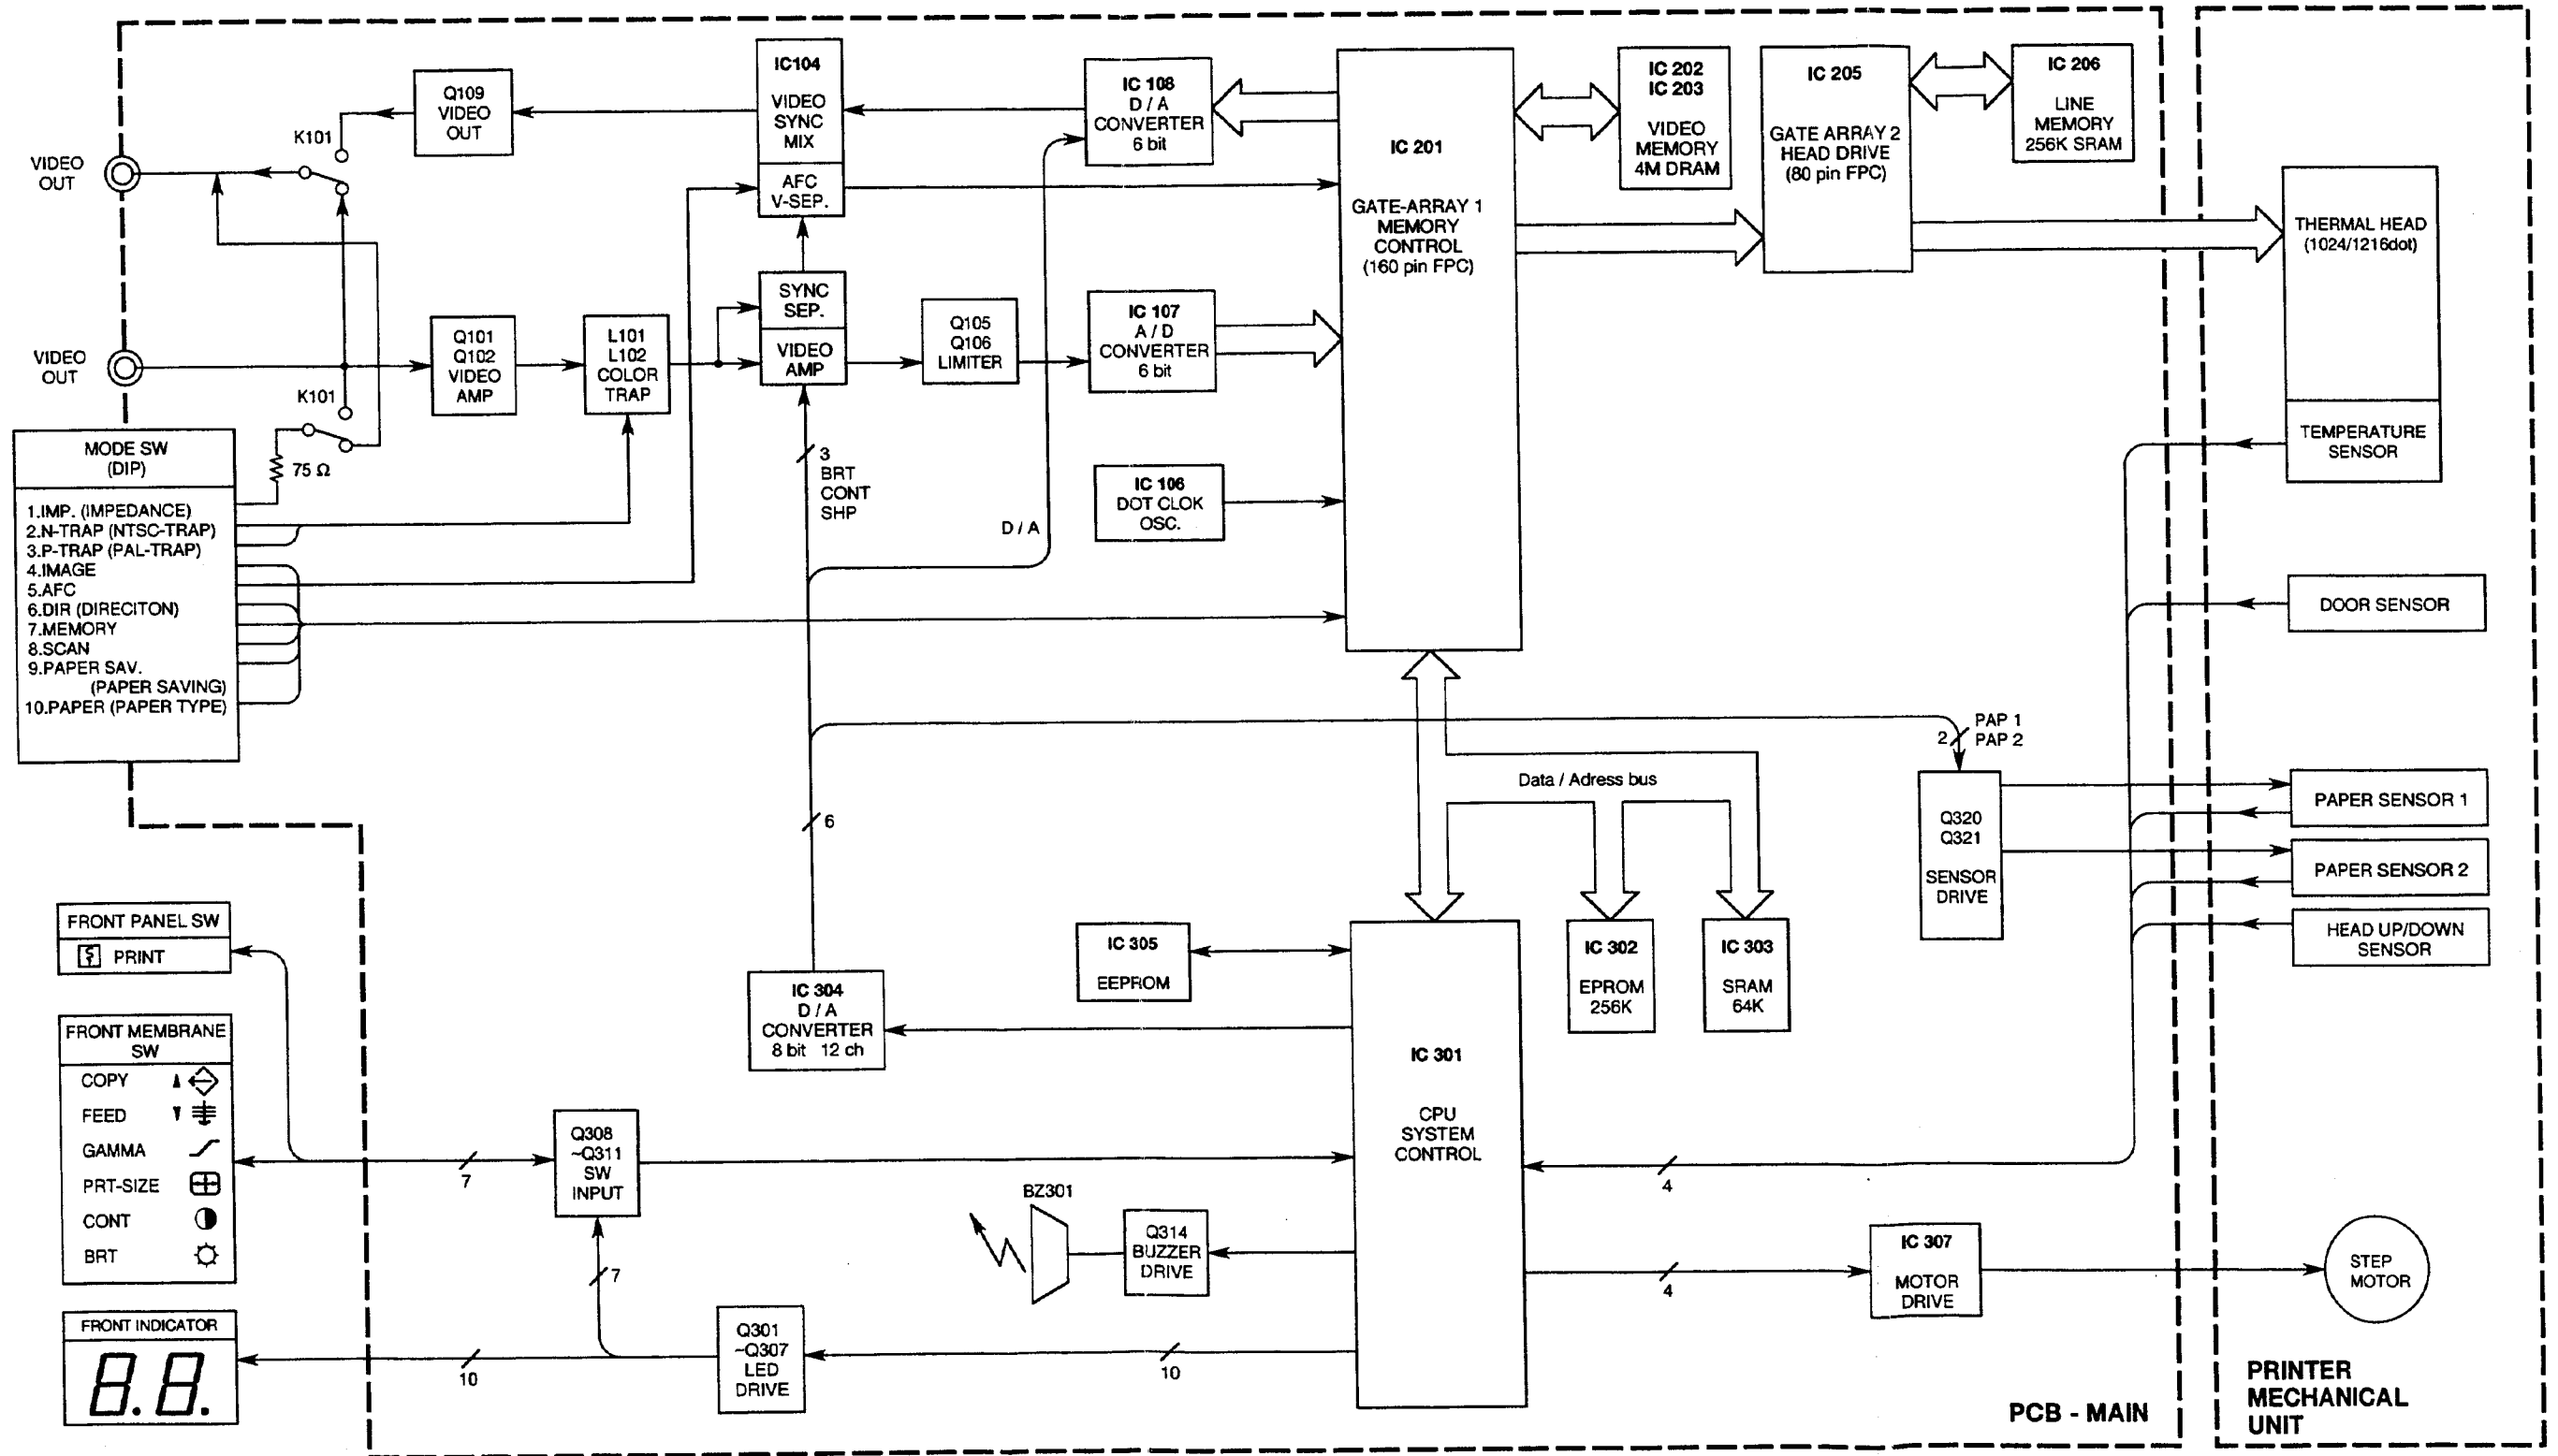 VIDEO
OUT
K101
Q109
VIDEO
OUT
IC104
VIDEO
SYNC
MIX
AFC
V-SEP.
SYNC
SEP.
VIDEO
AMP
IC 108
D / A
CONVERTER
6 bit
IC 201
GATE-ARRAY 1
MEMORY
CONTROL
(160 pin FPC)
IC 202
IC 203
VIDEO
MEMORY
4M DRAM
IC 205
GATE ARRAY 2
HEAD DRIVE
(80 pin FPC)
IC 206
LINE
MEMORY
256K SRAM
THERMAL HEAD
(1024/1216dot)
TEMPERATURE
SENSOR
VIDEO
OUT
K101
75 Ω
Q101
Q102
VIDEO
AMP
L101
L102
COLOR
TRAP
Q105
Q106
LIMITER
IC 107
A / D
CONVERTER
6 bit
3
BRT
CONT
SHP
D / A
IC 106
DOT CLOK
OSC.
MODE SW
(DIP)
1.IMP. (IMPEDANCE)
2.N-TRAP (NTSC-TRAP)
3.P-TRAP (PAL-TRAP)
4.IMAGE
5.AFC
6.DIR (DIRECITON)
7.MEMORY
8.SCAN
9.PAPER SAV.
(PAPER SAVING)
10.PAPER (PAPER TYPE)
DOOR SENSOR
2
PAP 1
PAP 2
Data / Adress bus
6
Q320
Q321
SENSOR
DRIVE
PAPER SENSOR 1
PAPER SENSOR 2
HEAD UP/DOWN
SENSOR
FRONT PANEL SW
PRINT
FRONT MEMBRANE
SW
COPY
FEED
GAMMA
PRT-SIZE
CONT
BRT
FRONT INDICATOR
8.8.
IC 304
D / A
CONVERTER
8 bit 12 ch
IC 305
EEPROM
IC 301
CPU
SYSTEM
CONTROL
IC 302
EPROM
256K
IC 303
SRAM
64K
7
Q308
~Q311
SW
INPUT
7
BZ301
Q314
BUZZER
DRIVE
4
4
IC 307
MOTOR
DRIVE
STEP
MOTOR
10
Q301
~Q307
LED
DRIVE
10
PCB - MAIN
PRINTER
MECHANICAL
UNIT